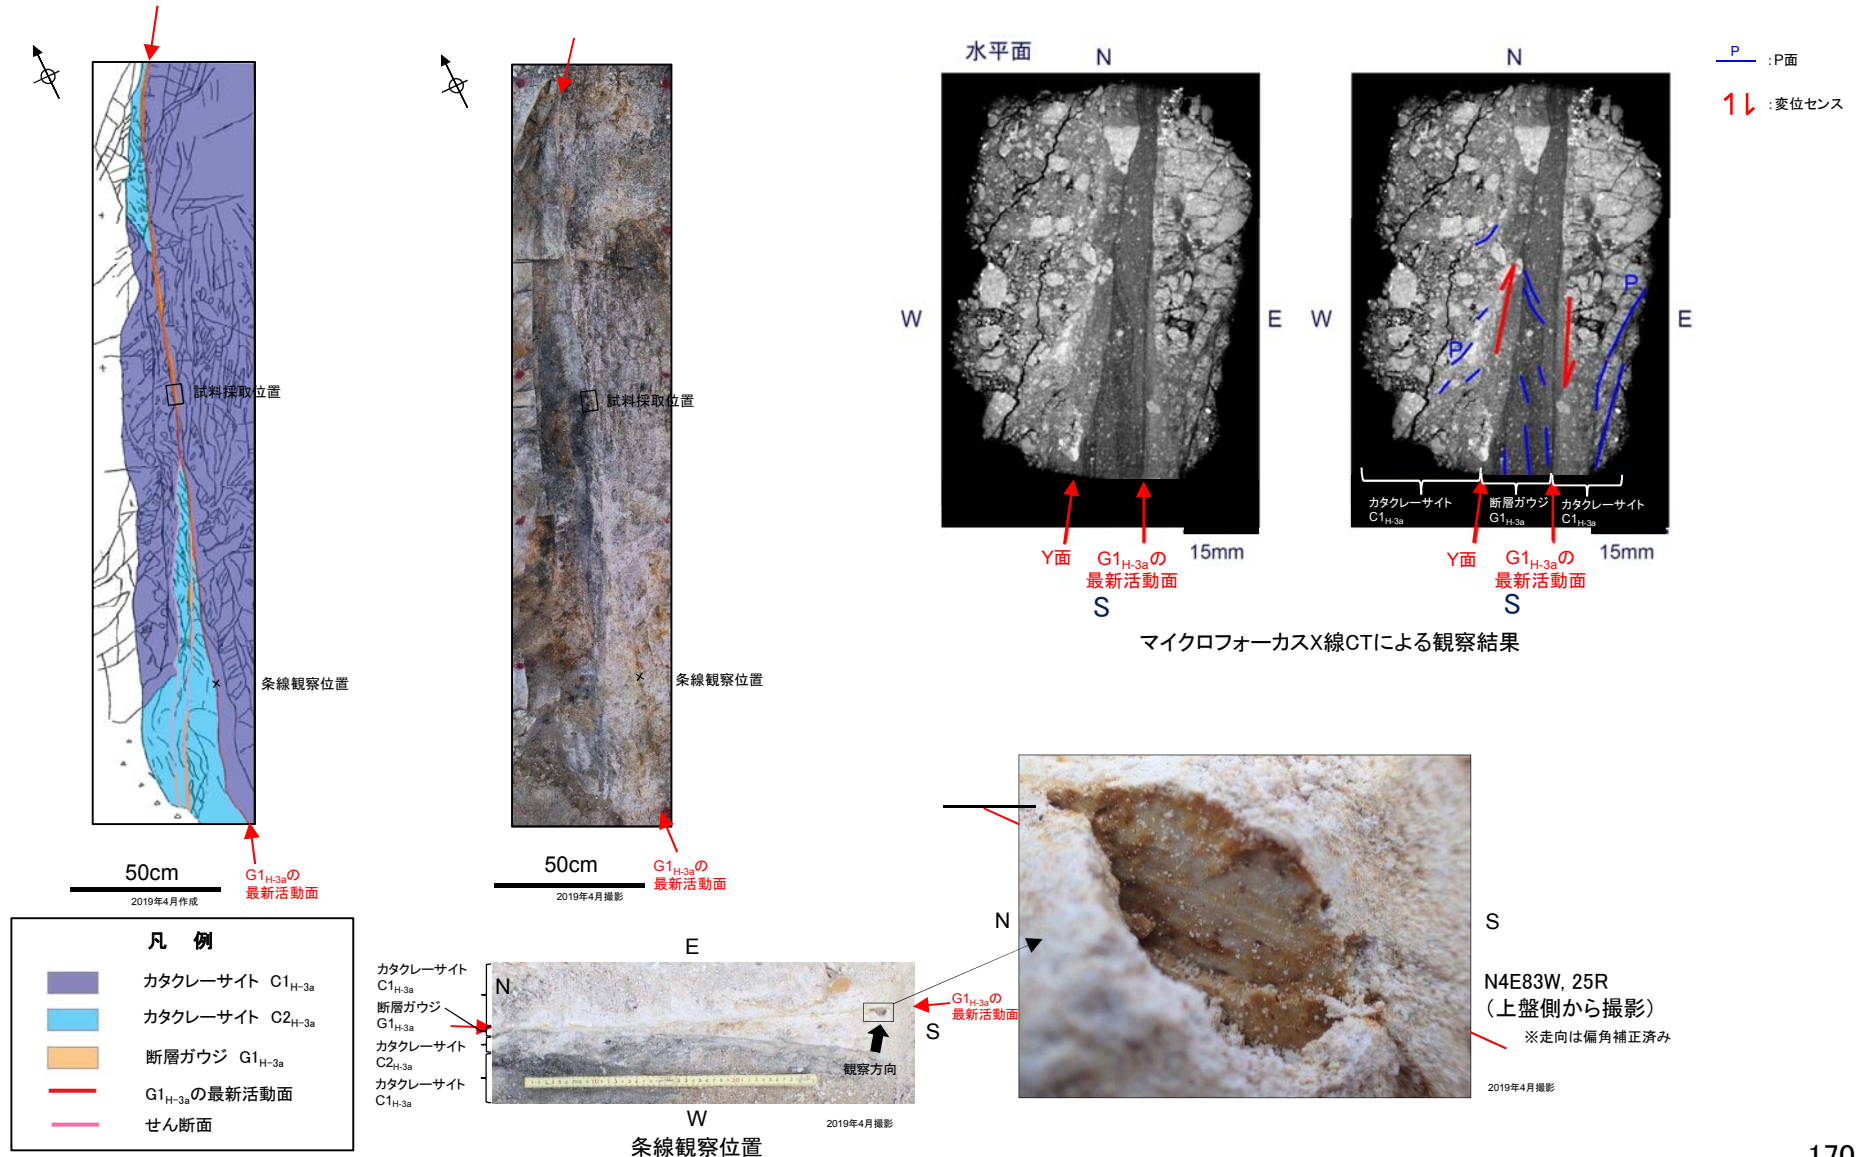 試料採取位置
条線観察位置
50cm
2019年4月作成
G1H-3aの
最新活動面
試料採取位置
条線観察位置
50cm
2019年4月撮影
G1H-3aの
最新活動面
凡 例
カタクレーサイト C1H-3a
カタクレーサイト C2H-3a
断層ガウジ G1H-3a
G1H-3aの最新活動面
せん断面
水平面
N
W
E
Y面
G1H-3aの
最新活動面
15mm
S
N
W
E
P
P
カタクレーサイト
C1H-3a
断層ガウジ
G1H-3a
カタクレーサイト
C1H-3a
Y面
G1H-3aの
最新活動面
15mm
S
P
:P面
:変位センス
マイクロフォーカスX線CTによる観察結果
E
カタクレーサイト
C1H-3a
断層ガウジ
G1H-3a
カタクレーサイト
C2H-3a
カタクレーサイト
C1H-3a
N
G1H-3aの
最新活動面
S
観察方向
W
2019年4月撮影
条線観察位置
N
S
N4E83W, 25R
(上盤側から撮影)
※走向は偏角補正済み
2019年4月撮影